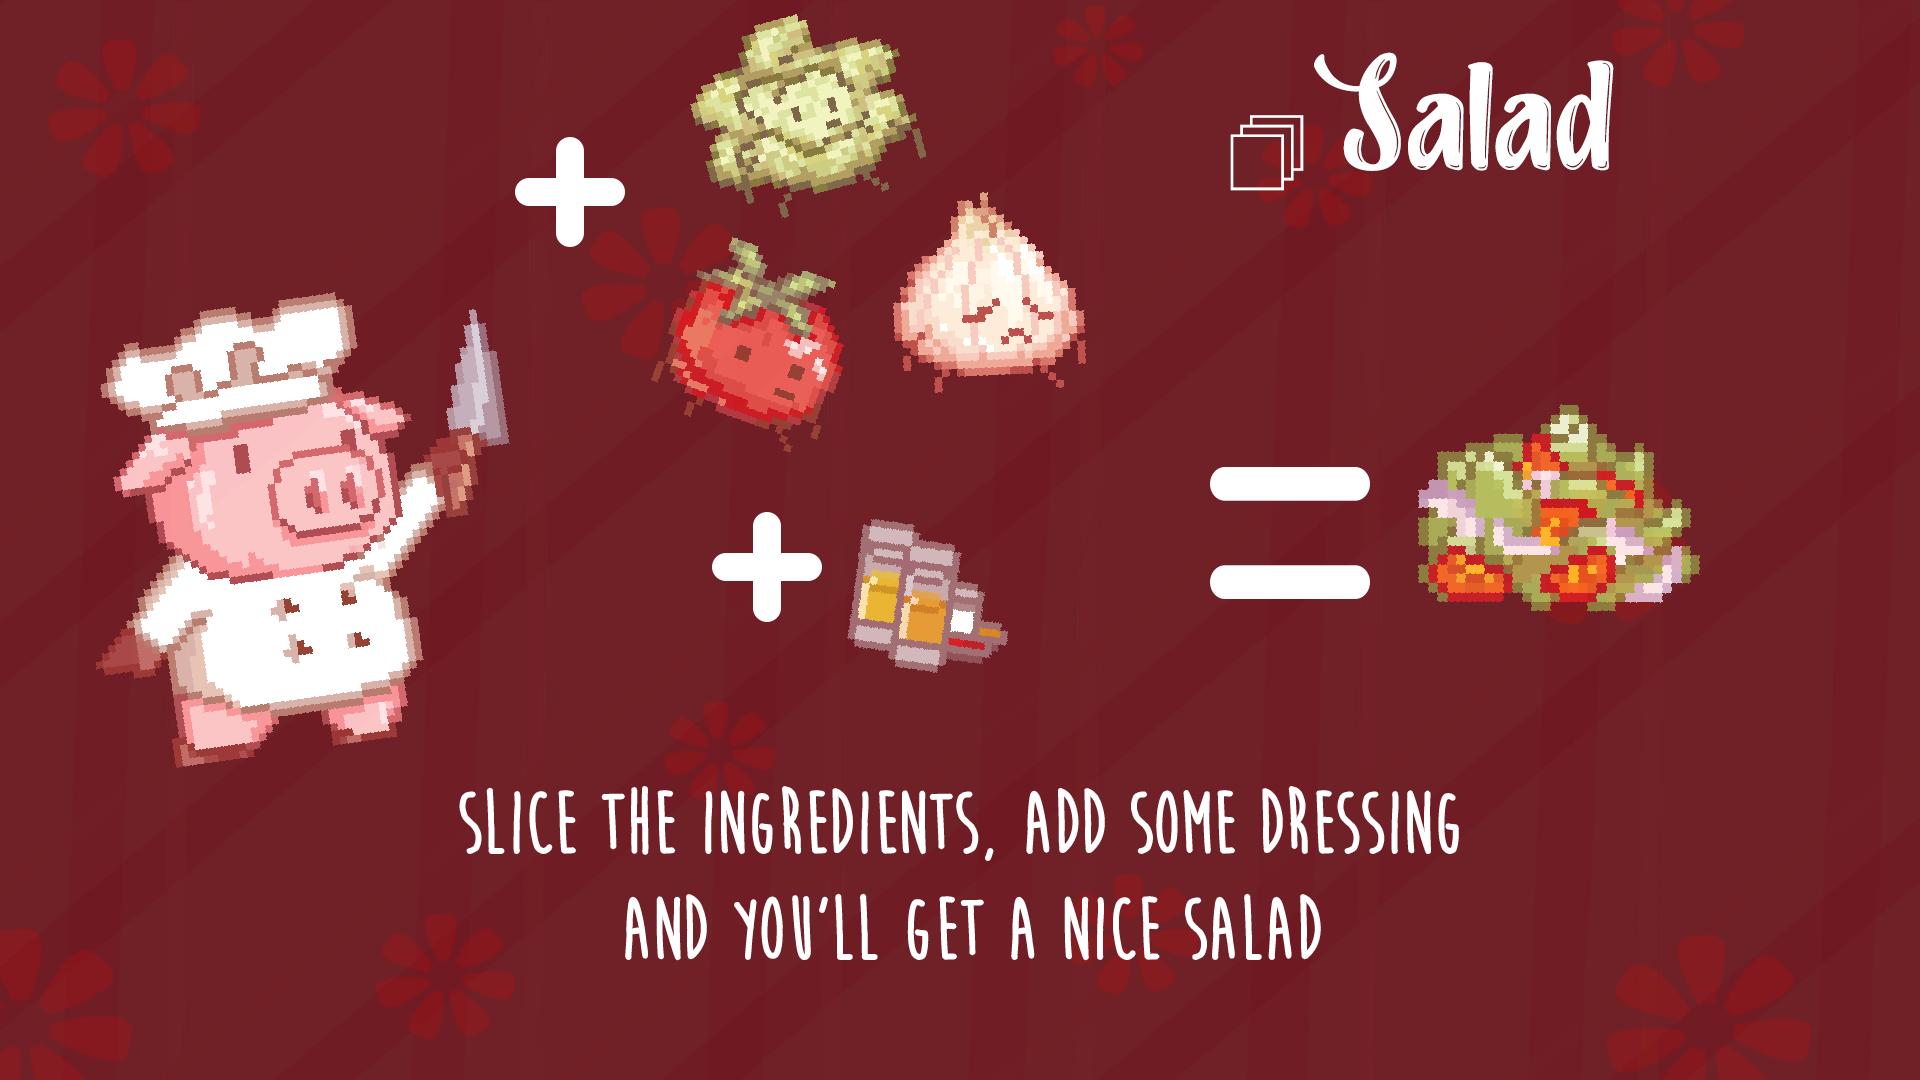 Salad
SLICE THE INGREDIENTS, ADD SOME DRESSING
AND YOU'LL GET A NICE SALAD